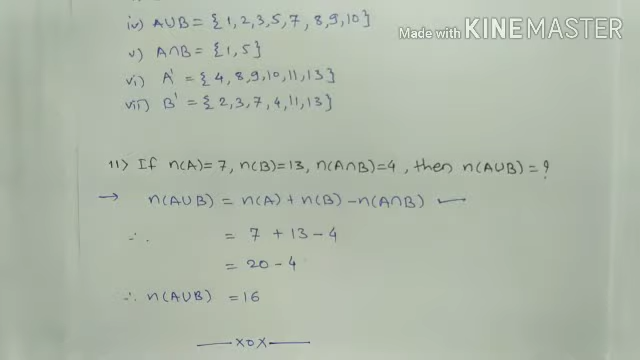 iv) A∪B = {1,2,3,5,7,8,9,10}
Made with KINEMASTER
v) A∩B = {1,5}
vi) A' = {4,8,9,10,11,13}
vii) B' = {2,3,7,4,11,13}
11) If n(A)=7, n(B)=13, n(A∩B)=4, then n(A∪B)=?
→ n(A∪B) = n(A) + n(B) – n(A∩B)
∴ = 7 + 13 – 4
= 20 – 4
∴ n(A∪B) = 16
——xox——